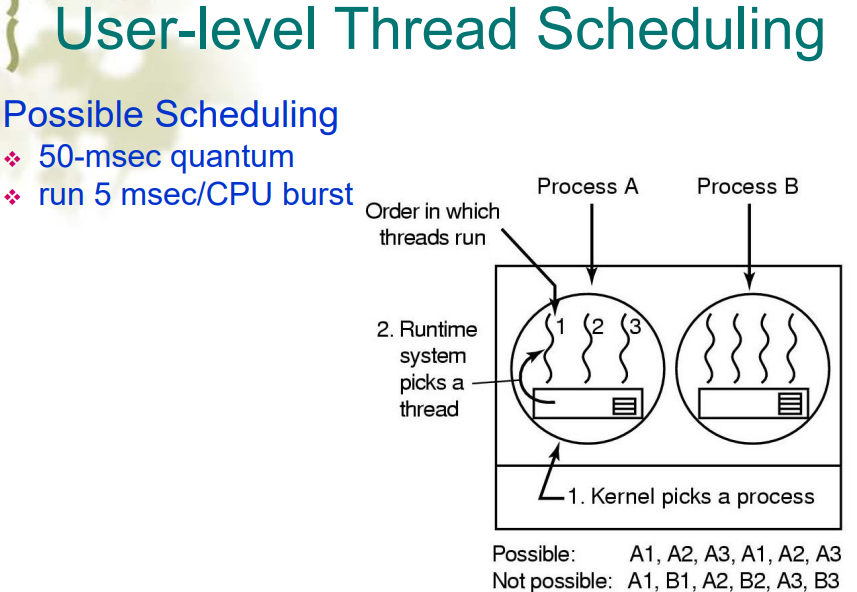 User-level Thread Scheduling
Possible Scheduling
❖ 50-msec quantum
❖ run 5 msec/CPU burst
Process A
Process B
Order in which
threads run
1 2 3
2. Runtime
system
picks a
thread
1. Kernel picks a process
Possible: A1, A2, A3, A1, A2, A3
Not possible: A1, B1, A2, B2, A3, B3